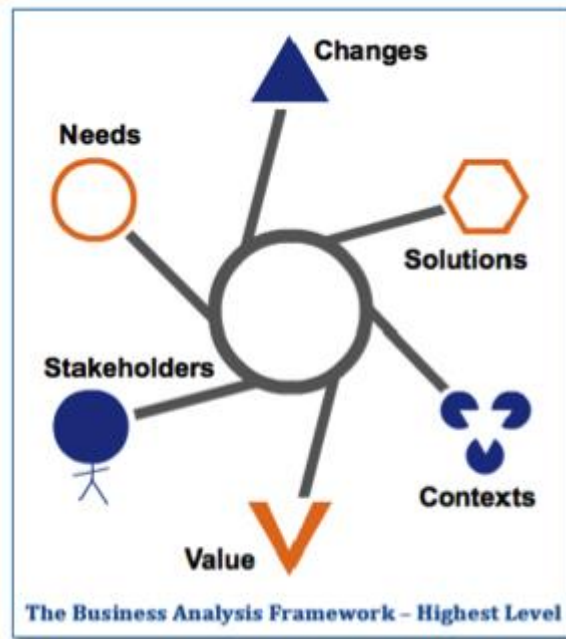 Changes
Needs
Solutions
Stakeholders
Contexts
Value
The Business Analysis Framework – Highest Level